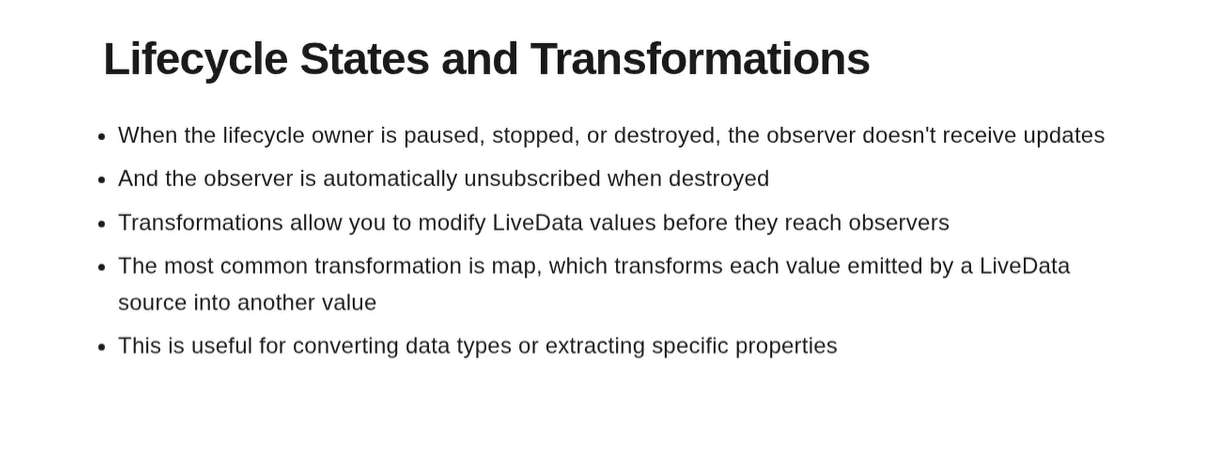 Lifecycle States and Transformations
• When the lifecycle owner is paused, stopped, or destroyed, the observer doesn't receive updates
• And the observer is automatically unsubscribed when destroyed
• Transformations allow you to modify LiveData values before they reach observers
• The most common transformation is map, which transforms each value emitted by a LiveData
source into another value
• This is useful for converting data types or extracting specific properties